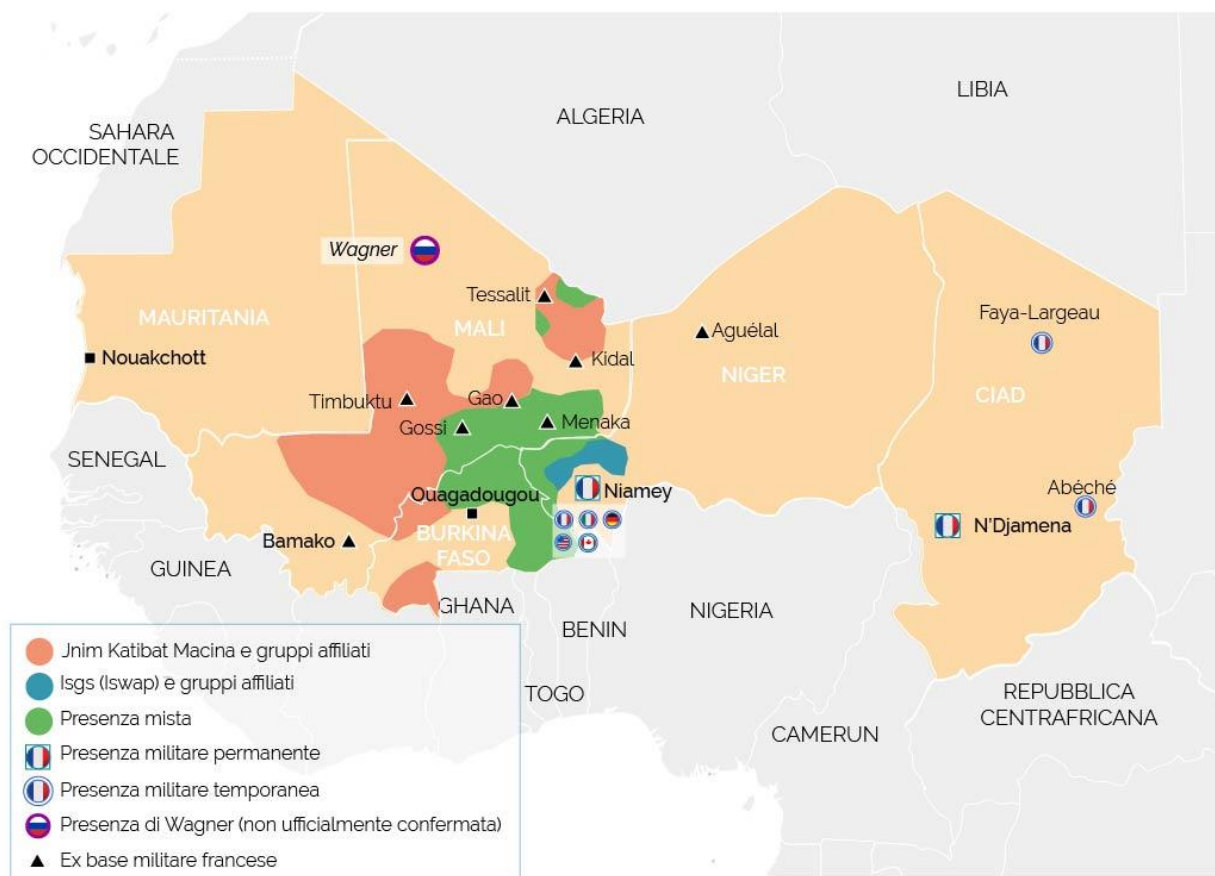 ALGERIA
LIBIA
SAHARA
OCCIDENTALE
Wagner
Tessalit
MAURITANIA
MALI
Nouakchott
Kidal
Aguélal
Faya-Largeau
NIGER
CIAD
Timbuktu
Gao
Gossi
Menaka
SENEGAL
Ouagadougou
Niamey
Abéché
N'Djamena
BURKINA
FASO
Bamako
GUINEA
GHANA
BENIN
NIGERIA
TOGO
CAMERUN
REPUBBLICA
CENTRAFRICANA
Jnim Katibat Macina e gruppi affiliati
Isgs (Iswap) e gruppi affiliati
Presenza mista
Presenza militare permanente
Presenza militare temporanea
Presenza di Wagner (non ufficialmente confermata)
Ex base militare francese